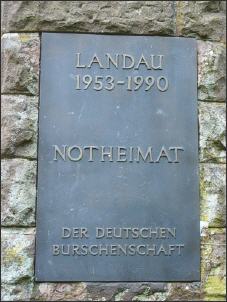 LANDAU
1953-1990
NOTHEIMAT
DER DEUTSCHEN
BURSCHENSCHAFT